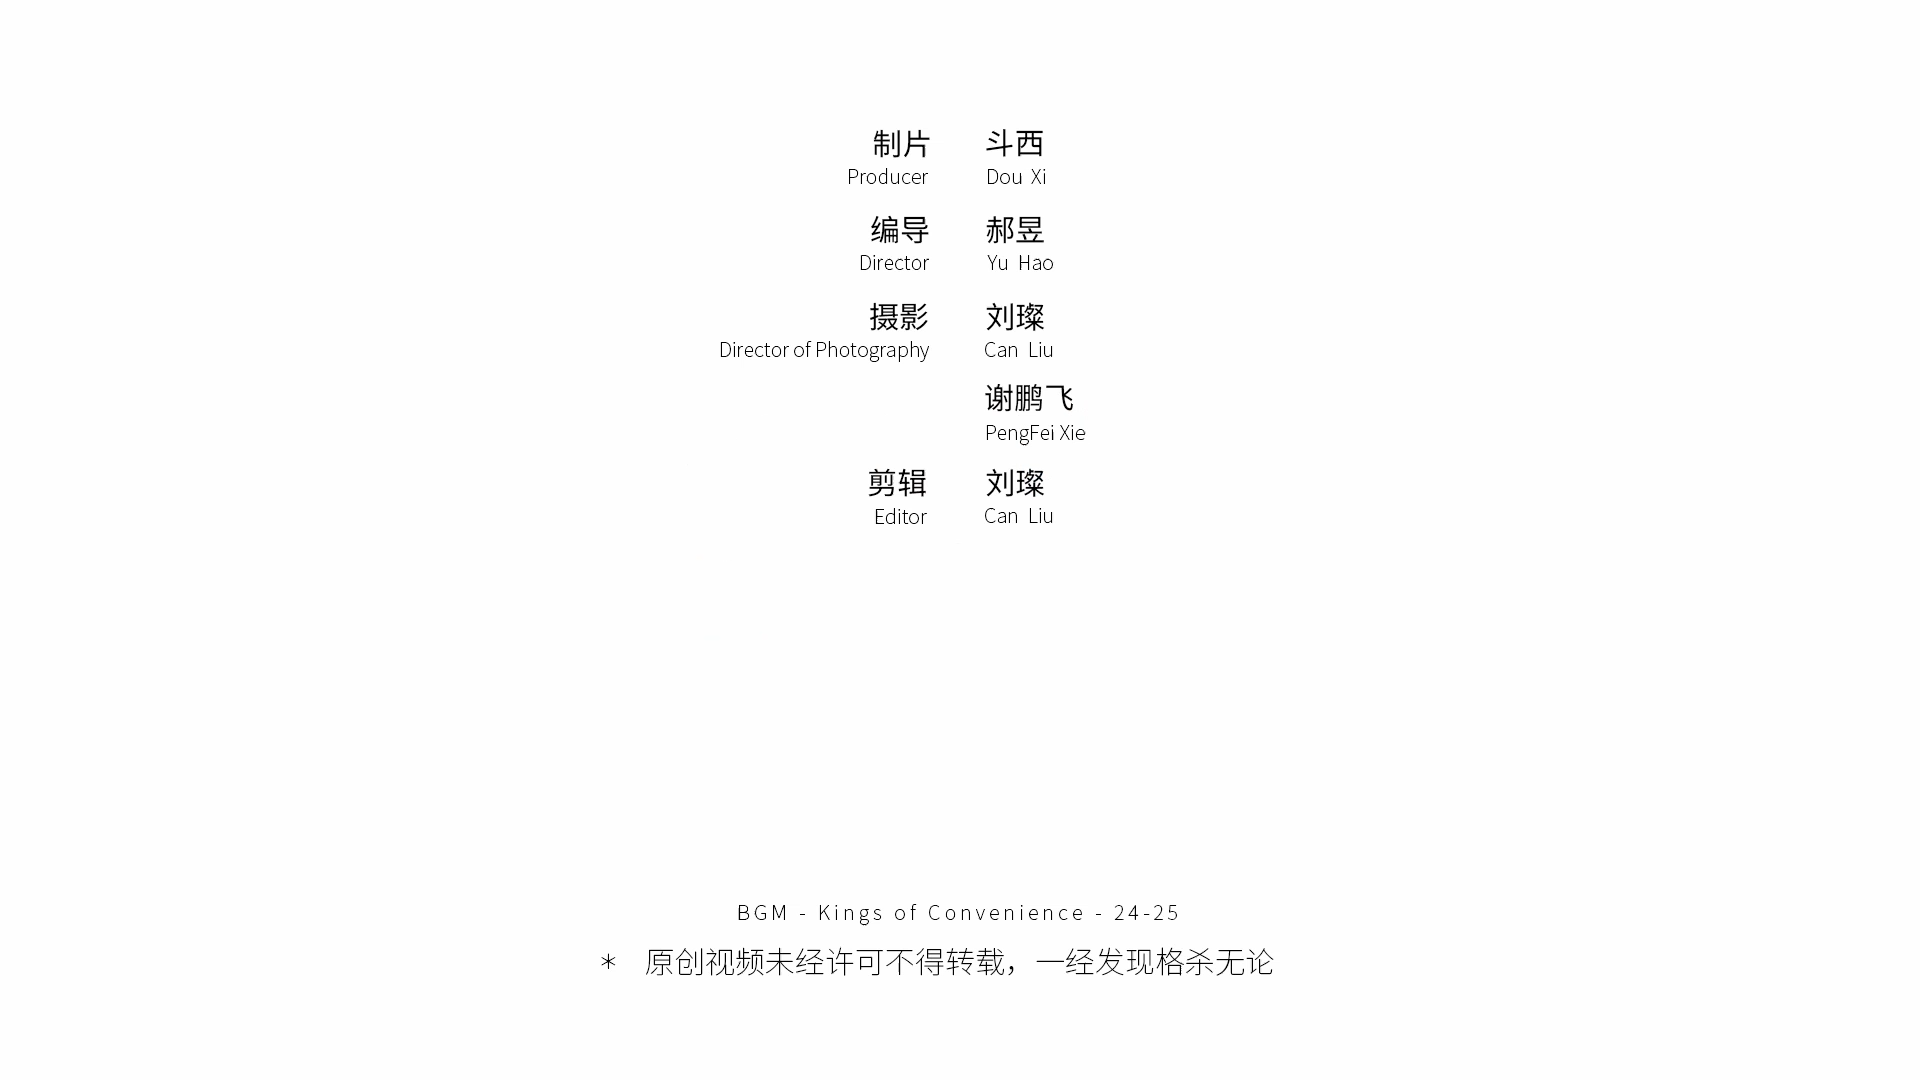 制片 斗西
Producer Dou Xi
编导 郝昱
Director Yu Hao
摄影 刘璨
Director of Photography Can Liu
谢鹏飞
PengFei Xie
剪辑 刘璨
Editor Can Liu
BGM - Kings of Convenience - 24-25
* 原创视频未经许可不得转载，一经发现格杀无论